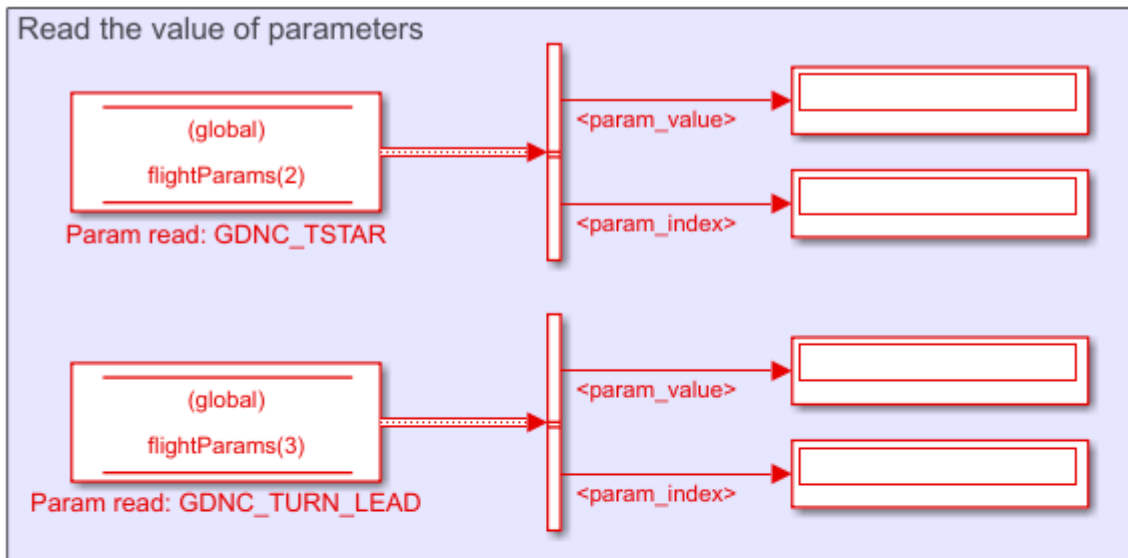 Read the value of parameters
(global)
flightParams(2)
Param read: GDNC_TSTAR
<param_value>
<param_index>
(global)
flightParams(3)
Param read: GDNC_TURN_LEAD
<param_value>
<param_index>